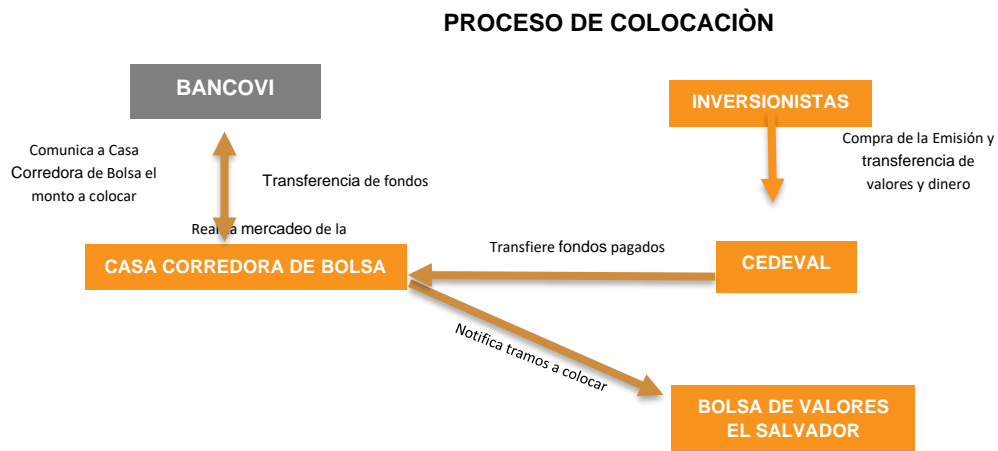 PROCESO DE COLOCACIÒN
BANCOVI
INVERSIONISTAS
Comunica a Casa
Corredora de Bolsa el
monto a colocar
Transferencia de fondos
Compra de la Emisión y
transferencia de
valores y dinero
mercadeo de la
CASA CORREDORA DE BOLSA
Transfiere fondos pagados
CEDEVAL
Notifica tramos a colocar
BOLSA DE VALORES
EL SALVADOR